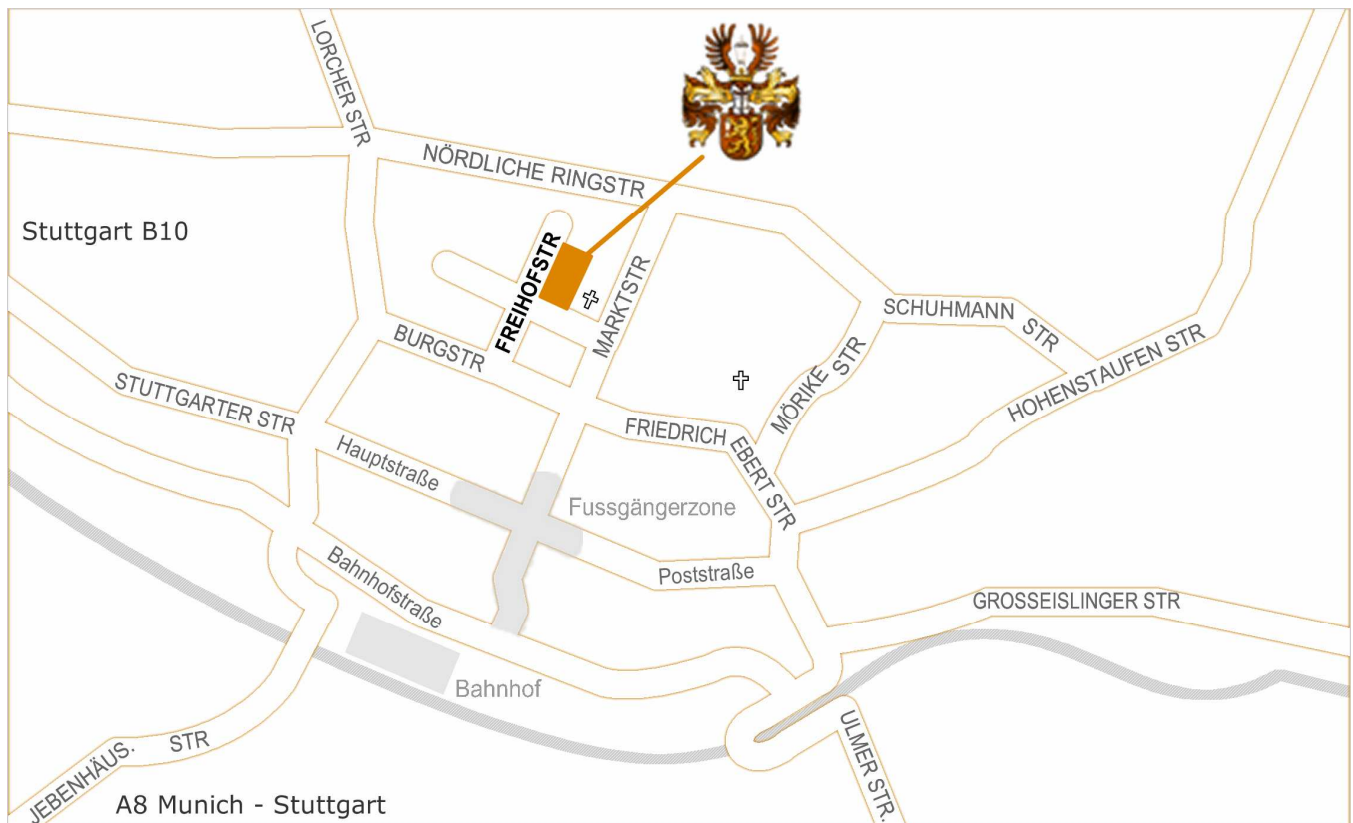 LORCHER STR
NÖRDLICHE RINGSTR
Stuttgart B10
FREIHOFSTR
MARKTSTR
BURGSTR
SCHUHMANN
STR
MÖRIKE
STR
HOHENSTAUFEN STR
STUTTGARTER STR
FRIEDRICH
EBERT STR
Hauptstraße
Fussgängerzone
Bahnhofstraße
Poststraße
GROSSEISLINGER STR
Bahnhof
ULMER STR.
JEBENHÄUS.
STR
A8 Munich - Stuttgart